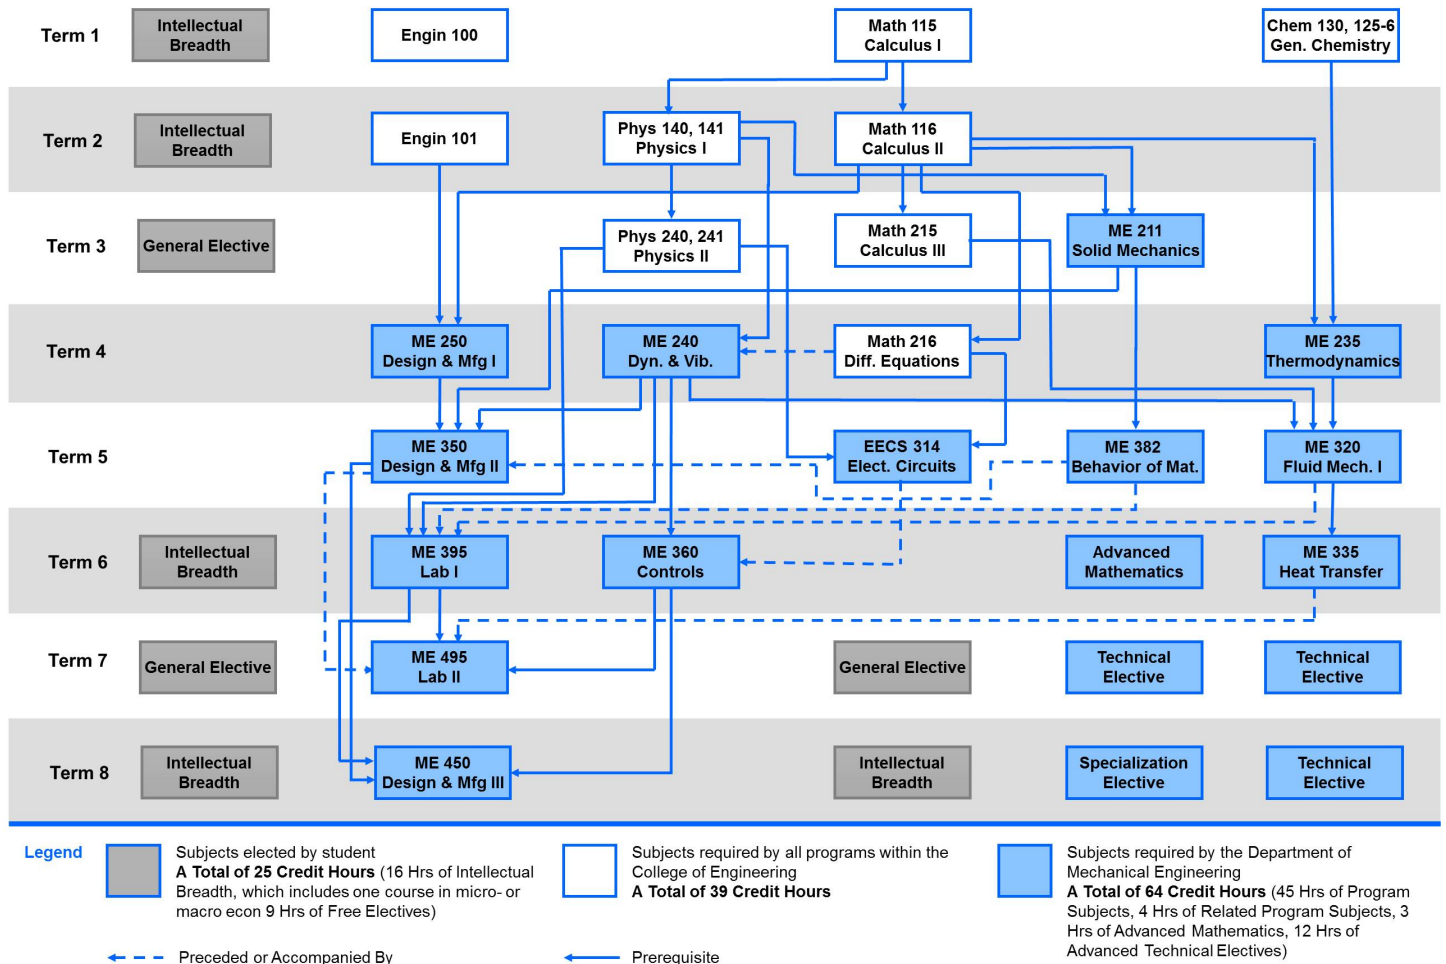 Term 1
Intellectual
Breadth
Engin 100
Math 115
Calculus I
Chem 130, 125-6
Gen. Chemistry
Term 2
Intellectual
Breadth
Engin 101
Phys 140, 141
Physics I
Math 116
Calculus II
Term 3
General Elective
Phys 240, 241
Physics II
Math 215
Calculus III
ME 211
Solid Mechanics
Term 4
ME 250
Design & Mfg I
ME 240
Dyn. & Vib.
Math 216
Diff. Equations
ME 235
Thermodynamics
Term 5
ME 350
Design & Mfg II
EECS 314
Elect. Circuits
ME 382
Behavior of Mat.
ME 320
Fluid Mech. I
Term 6
Intellectual
Breadth
ME 395
Lab I
ME 360
Controls
Advanced
Mathematics
ME 335
Heat Transfer
Term 7
General Elective
ME 495
Lab II
General Elective
Technical
Elective
Technical
Elective
Term 8
Intellectual
Breadth
ME 450
Design & Mfg III
Intellectual
Breadth
Specialization
Elective
Technical
Elective
Legend
Subjects elected by student
A Total of 25 Credit Hours (16 Hrs of Intellectual
Breadth, which includes one course in micro- or
macro econ 9 Hrs of Free Electives)
Subjects required by all programs within the
College of Engineering
A Total of 39 Credit Hours
Subjects required by the Department of
Mechanical Engineering
A Total of 64 Credit Hours (45 Hrs of Program
Subjects, 4 Hrs of Related Program Subjects, 3
Hrs of Advanced Mathematics, 12 Hrs of
Advanced Technical Electives)
Preceded or Accompanied By
Prerequisite